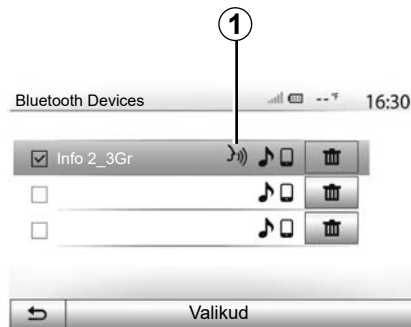 1
Bluetooth Devices --°F 16:30
Info 2_3Gr
Valikud